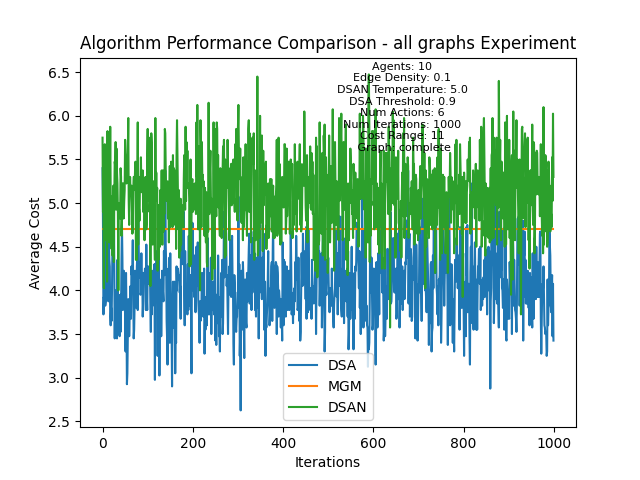 Algorithm Performance Comparison - all graphs Experiment
Agents: 10
Edge Density: 0.1
DSAN Temperature: 5.0
DSA Threshold: 0.9
Num Actions: 6
Num Iterations: 1000
Cost Range: 11
Graph: complete
6.5
6.0
5.5
5.0
4.5
4.0
3.5
3.0
2.5
Average Cost
DSA
MGM
DSAN
0 200 400 600 800 1000
Iterations